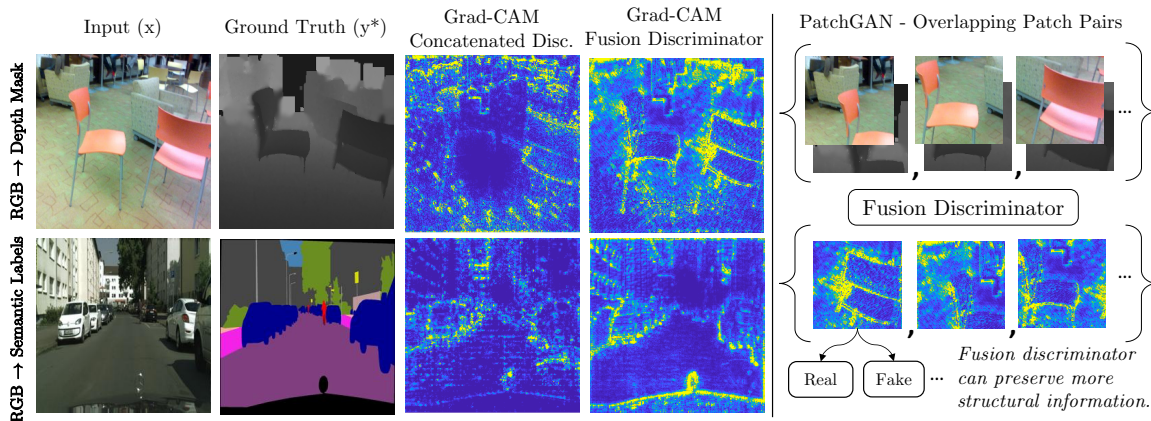 Input (x)
Ground Truth (y*)
Grad-CAM
Concatenated Disc.
Grad-CAM
Fusion Discriminator
PatchGAN - Overlapping Patch Pairs
RGB → Depth Mask
RGB → Semantic Labels
,
,
...
Fusion Discriminator
,
,
...
Real
Fake
...
Fusion discriminator
can preserve more
structural information.